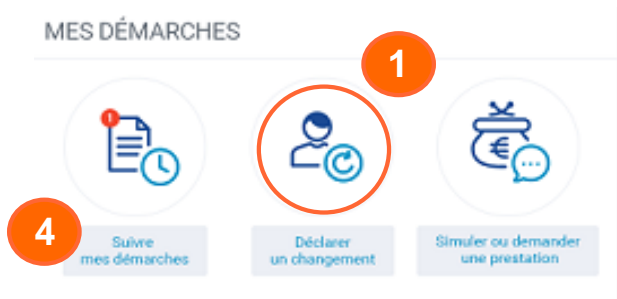 MES DÉMARCHES
1
!
4
Suivre
mes démarches
Déclarer
un changement
Simuler ou demander
une prestation